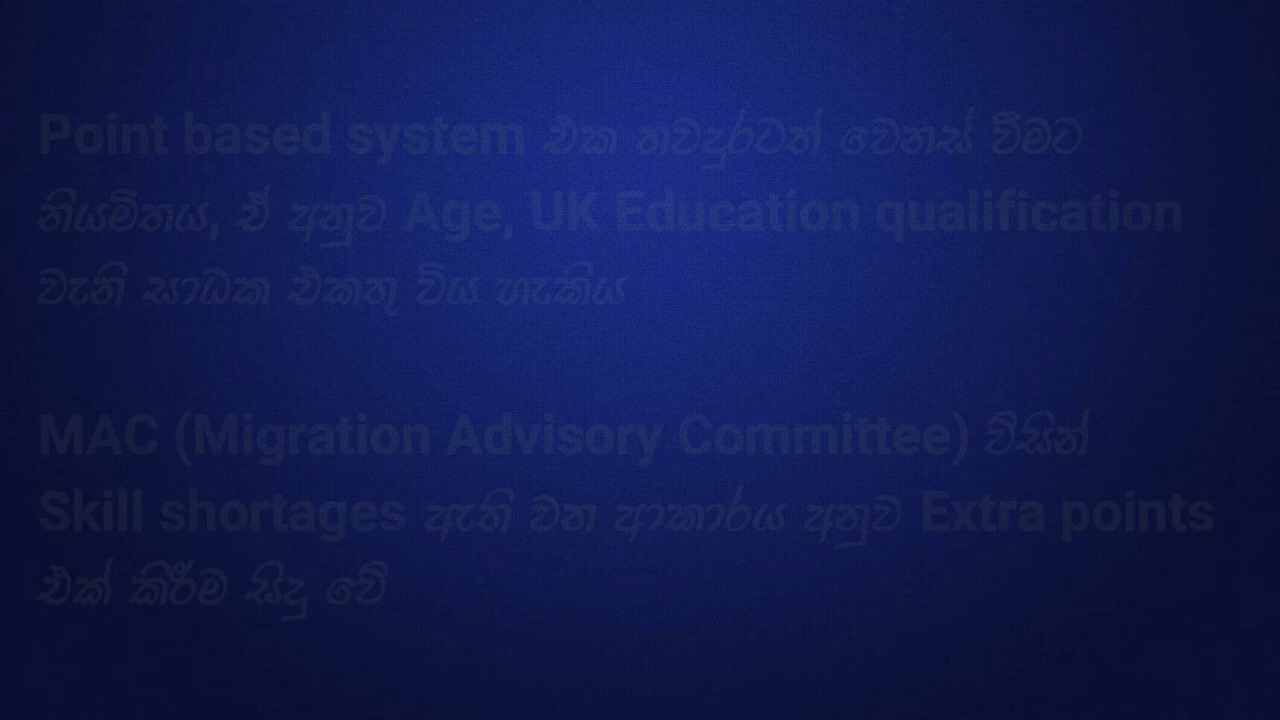 Point based system එක තවදුරටත් වෙනස් වීමට
නියමිතය, ඒ අනුව Age, UK Education qualification
වැනි සාධක එකතු විය හැකිය
MAC (Migration Advisory Committee) විසින්
Skill shortages ඇති වන ආකාරය අනුව Extra points
එක් කිරීම සිදු වේ